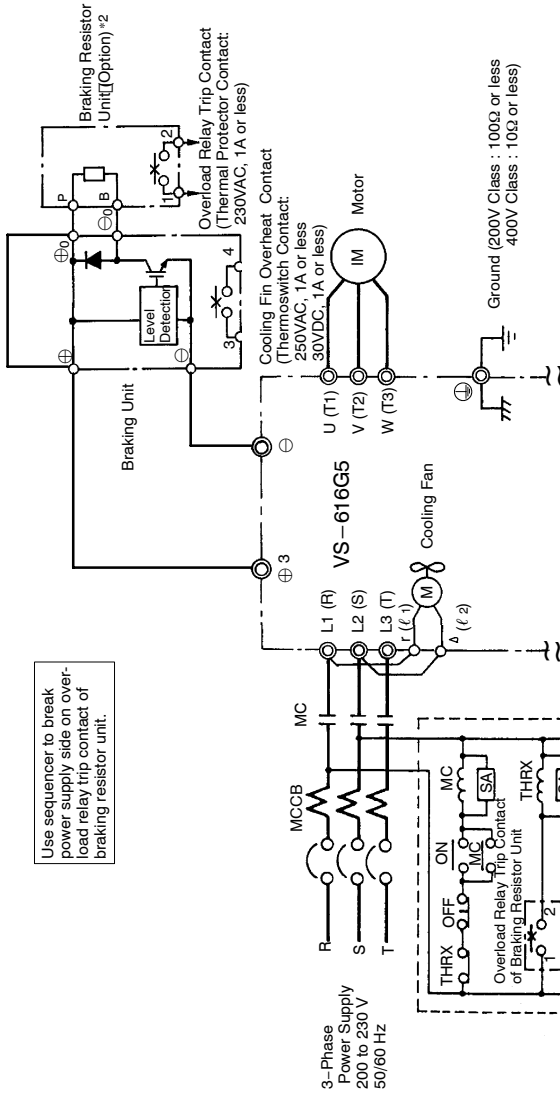 Use sequencer to break
power supply side on over-
load relay trip contact of
braking resistor unit.
3−Phase
Power Supply
200 to 230 V
50/60 Hz
R
S
T
MCCB
MC
L1 (R)
L2 (S)
L3 (T)
r (ℓ 1)
Δ (ℓ 2)
M
Cooling Fan
VS−616G5
⊕ 3
⊖
U (T1)
V (T2)
W (T3)
IM
Motor
Ground (200V Class : 100Ω or less
400V Class : 10Ω or less)
Braking Unit
⊕
⊖
⊕0
⊖0
Level
Detection
3
4
Cooling Fin Overheat Contact
(Thermoswitch Contact:
250VAC, 1A or less
30VDC, 1A or less)
P
B
1
2
Braking Resistor
Unit[Option) *2
Overload Relay Trip Contact
(Thermal Protector Contact:
230VAC, 1A or less)
THRX
OFF
ON
MC
MC
SA
Overload Relay Trip Contact
of Braking Resistor Unit
1
2
THRX